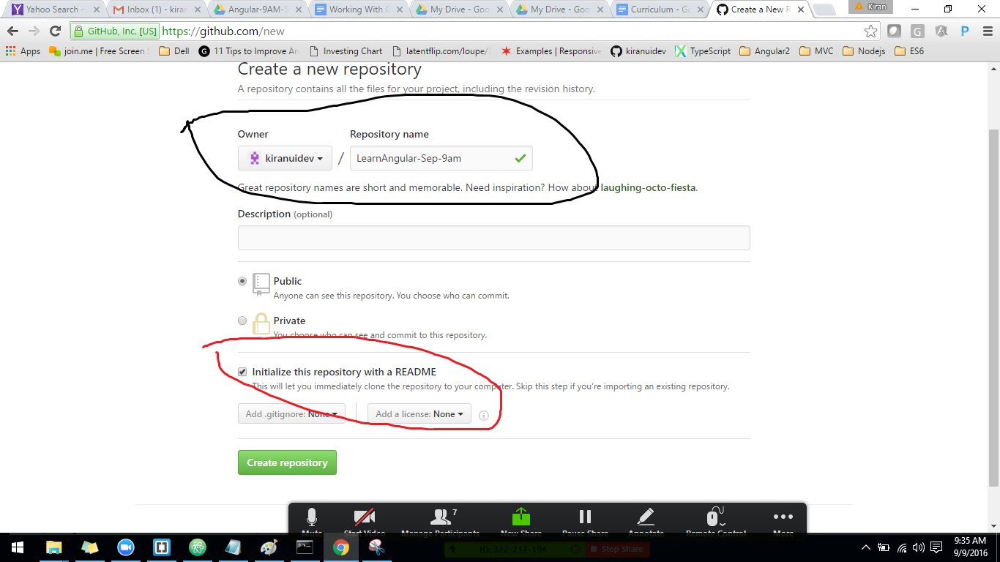 Yahoo Search - Inbox (1) - kiran Angular-9AM-S Working With G My Drive - Goo My Drive - Goo Curriculum - Go Create a New R Kiran
GitHub, Inc. [US] https://github.com/new
Apps join.me | Free Screen Dell 11 Tips to Improve An Investing Chart latentflip.com/loupe/? Examples | Responsive kiranuidev TypeScript Angular2 MVC Nodejs ES6
Create a new repository
A repository contains all the files for your project, including the revision history.
Owner Repository name
kiranuidev / LearnAngular-Sep-9am
Great repository names are short and memorable. Need inspiration? How about laughing-octo-fiesta.
Description (optional)
Public
Anyone can see this repository. You choose who can commit.
Private
You choose who can see and commit to this repository.
Initialize this repository with a README
This will let you immediately clone the repository to your computer. Skip this step if you're importing an existing repository.
Add .gitignore: None Add a license: None
Create repository
7
Mute Start Video Manage Participants New Share Pause Share Annotate Remote Control More
ID: 322-212-194 Stop Share
9:35 AM
9/9/2016